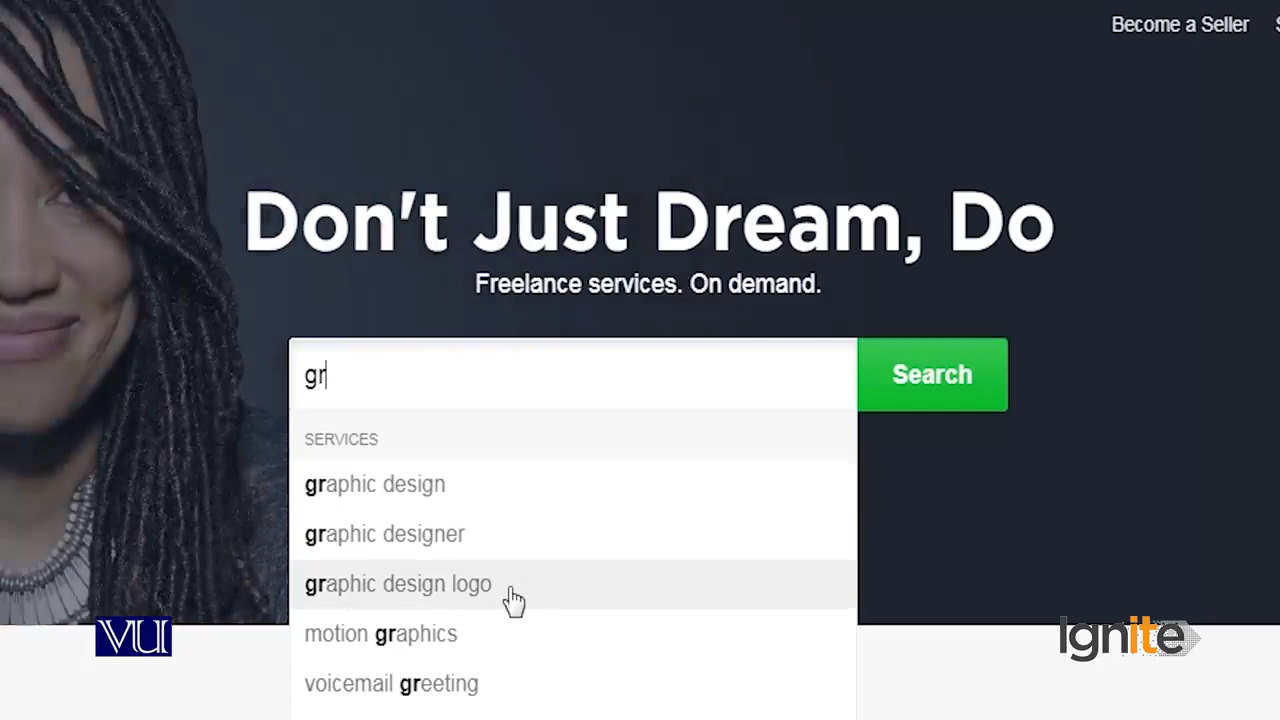 Become a Seller
Don't Just Dream, Do
Freelance services. On demand.
gr
Search
SERVICES
graphic design
graphic designer
graphic design logo
motion graphics
voicemail greeting
VU
Ignite